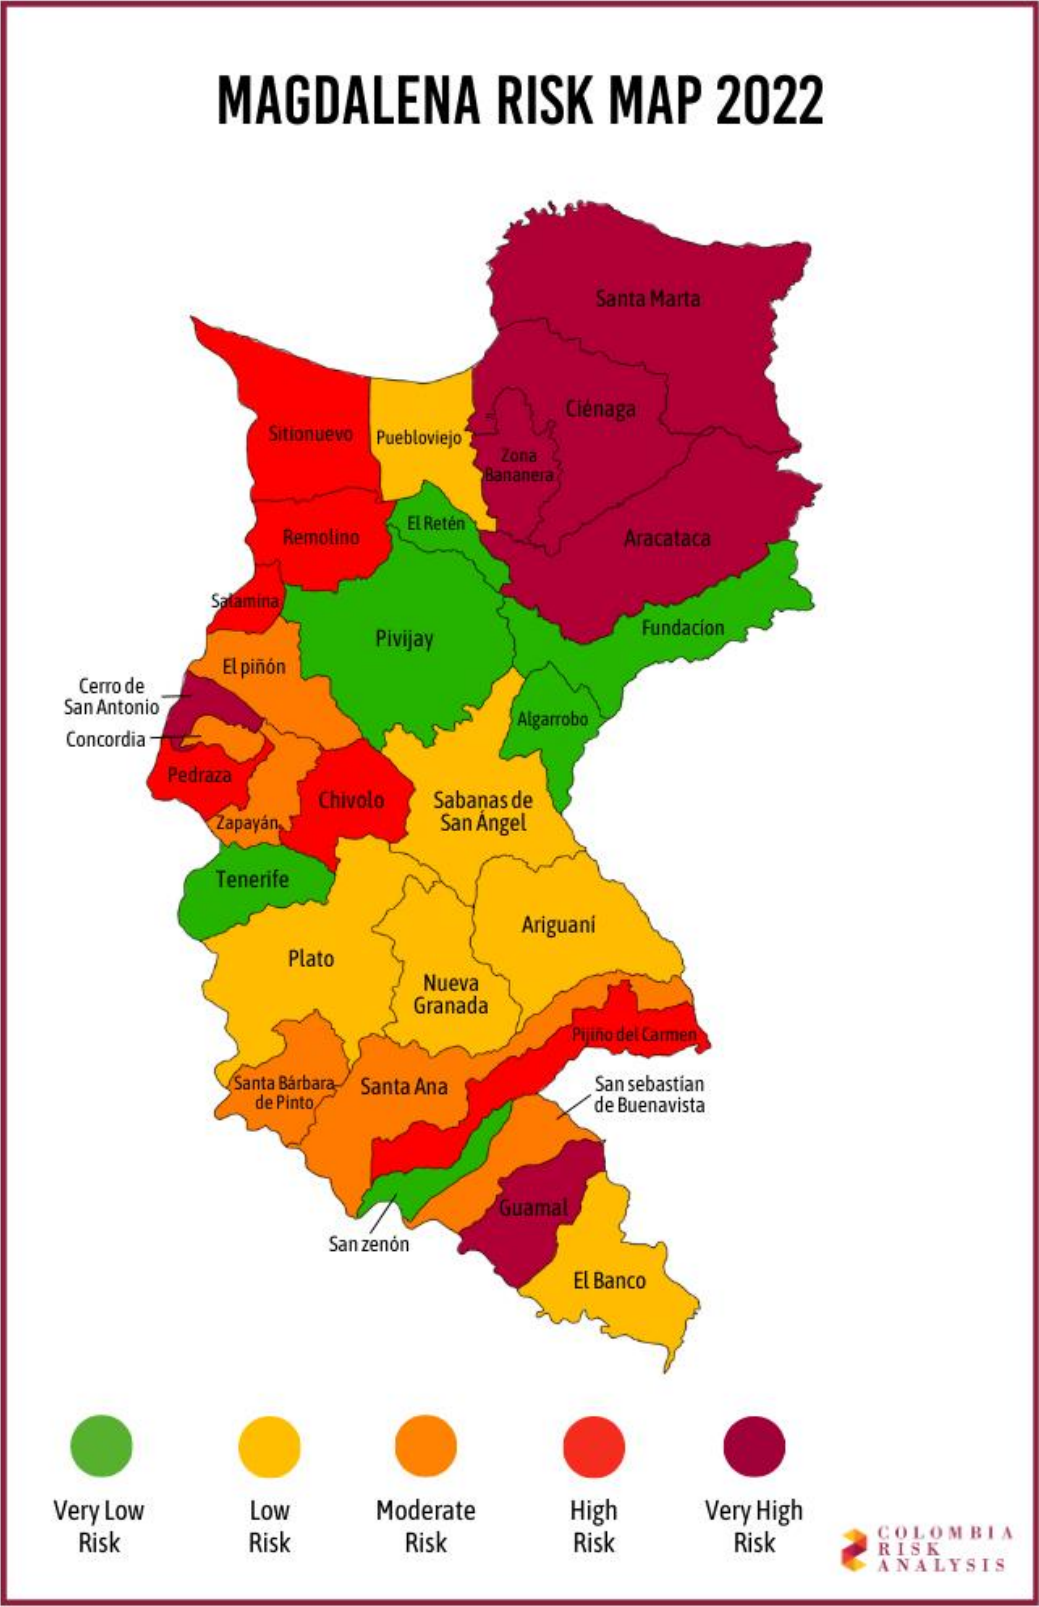 MAGDALENA RISK MAP 2022
Santa Marta
Ciénaga
Sitionuevo
Puebloviejo
Zona
Bananera
El Retén
Remolino
Aracataca
Salamina
Pivijay
Fundacíon
El piñón
Cerro de
San Antonio
Concordia
Algarrobo
Pedraza
Chivolo
Sabanas de
San Ángel
Zapayán
Tenerife
Ariguaní
Plato
Nueva
Granada
Pijiño del Carmen
Santa Bárbara
de Pinto
Santa Ana
San sebastían
de Buenavista
Guamal
San zenón
El Banco
Very Low
Risk
Low
Risk
Moderate
Risk
High
Risk
Very High
Risk
COLOMBIA
RISK
ANALYSIS